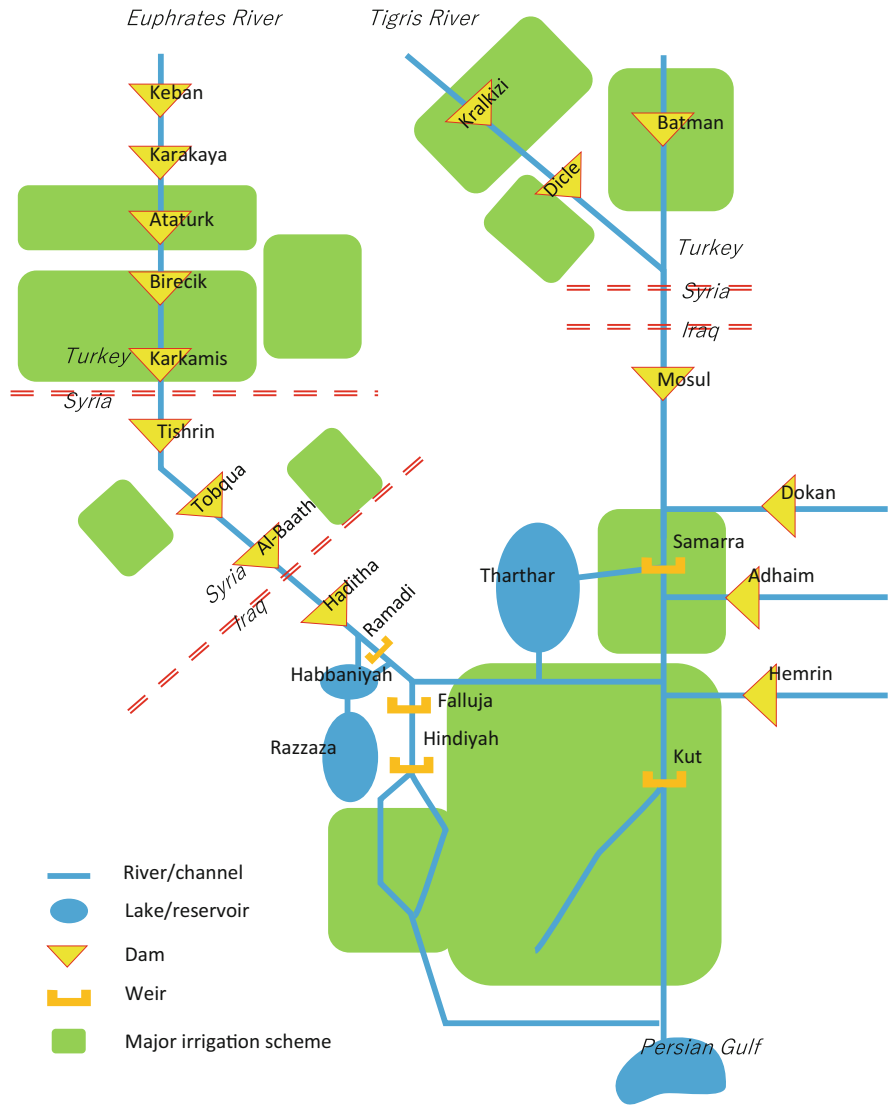 Euphrates River
Tigris River
Keban
Karakaya
Ataturk
Birecik
Turkey
Karkamis
Syria
Tishrin
Tobqua
Al-Baath
Syria
Iraq
Haditha
Ramadi
Habbaniyah
Razzaza
Falluja
Hindiyah
Kralkizi
Dicle
Batman
Turkey
Syria
Iraq
Mosul
Dokan
Samarra
Tharthar
Adhaim
Hemrin
Kut
Persian Gulf
River/channel
Lake/reservoir
Dam
Weir
Major irrigation scheme